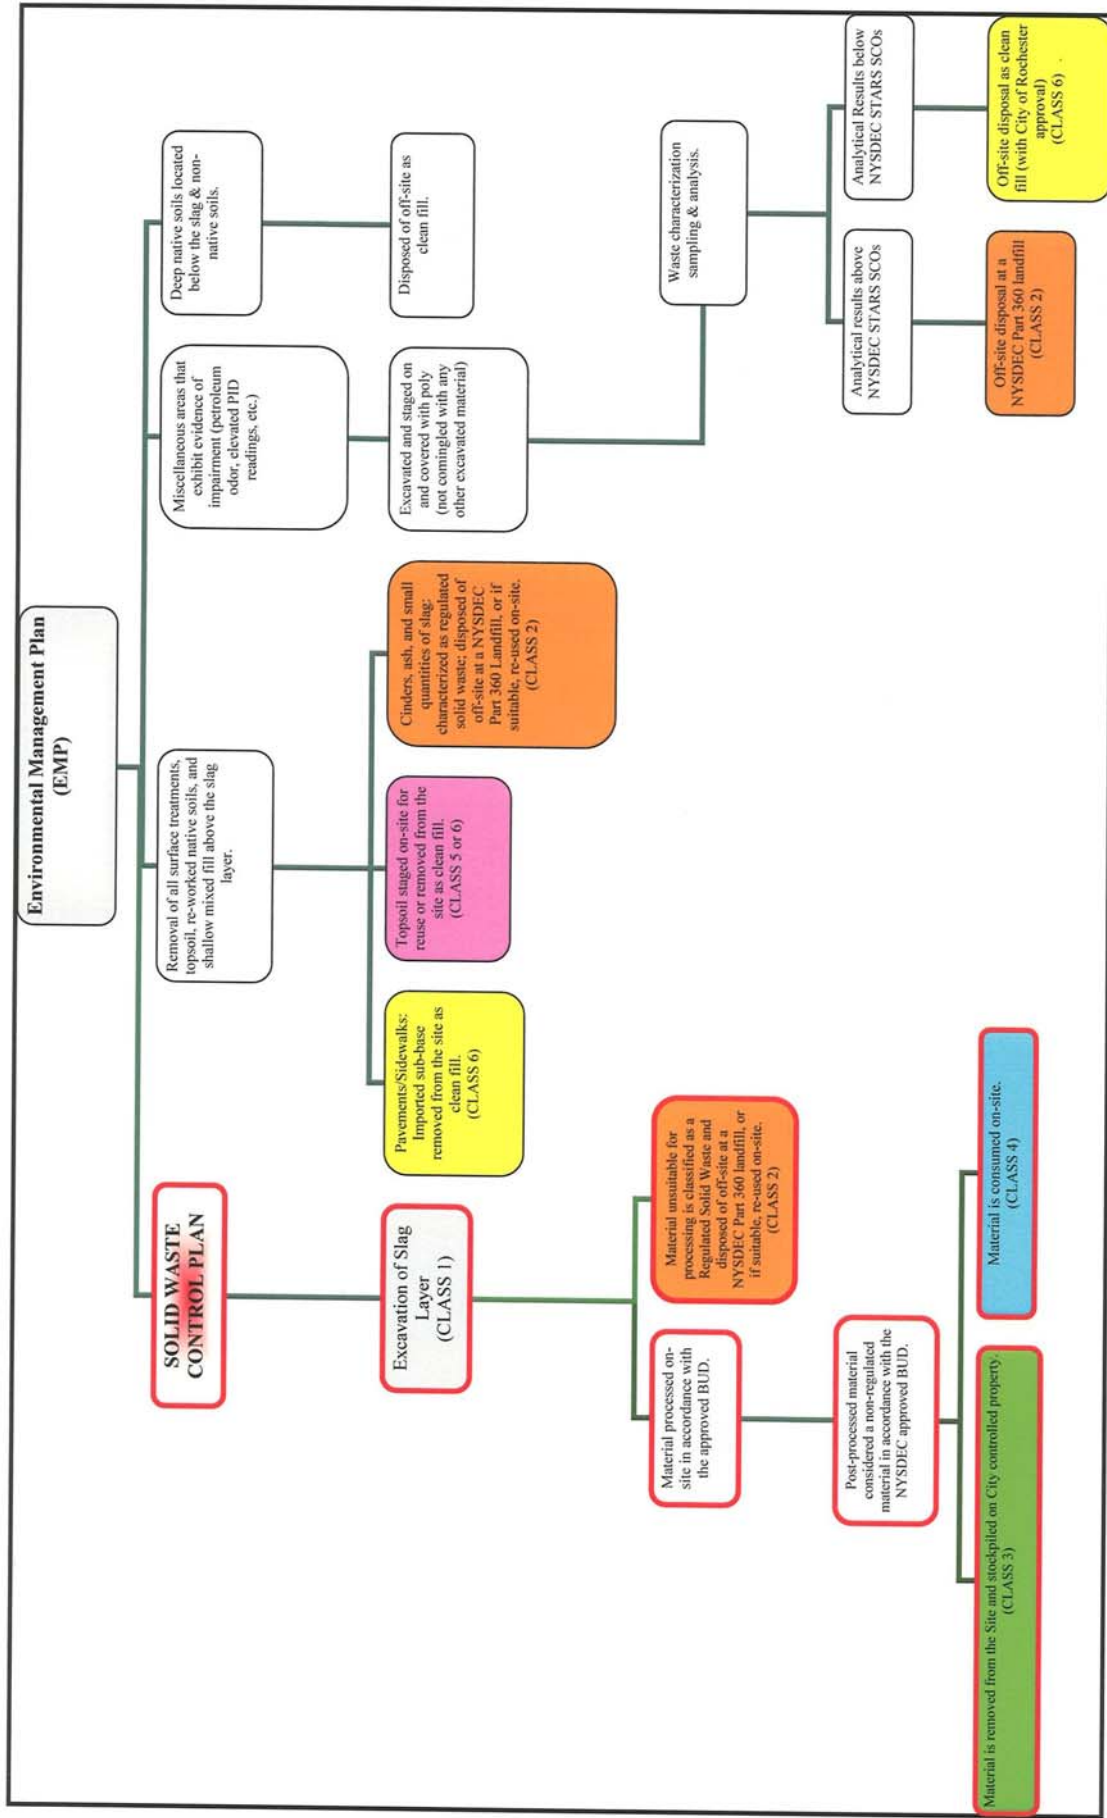 Environmental Management Plan
(EMP)
SOLID WASTE
CONTROL PLAN
Excavation of Slag
Layer
(CLASS 1)
Material processed on-
site in accordance with
the approved BUD.
Post-processed material
considered a non-regulated
material in accordance with the
NYSDEC approved BUD.
Material is removed from the Site and stockpiled on City controlled property.
(CLASS 3)
Material is consumed on-site.
(CLASS 4)
Material unsuitable for
processing is classified as a
Regulated Solid Waste and
disposed of off-site at a
NYSDEC Part 360 landfill, or
if suitable, re-used on-site.
(CLASS 2)
Removal of all surface treatments,
topsoil, re-worked native soils, and
shallow mixed fill above the slag
layer.
Pavements/Sidewalks:
Imported sub-base
removed from the site as
clean fill.
(CLASS 6)
Topsoil staged on-site for
reuse or removed from the
site as clean fill.
(CLASS 5 or 6)
Cinders, ash, and small
quantities of slag:
characterized as regulated
solid waste; disposed of
off-site at a NYSDEC
Part 360 Landfill, or if
suitable, re-used on-site.
(CLASS 2)
Miscellaneous areas that
exhibit evidence of
impairment (petroleum
odor, elevated PID
readings, etc.)
Excavated and staged on
and covered with poly
(not comingled with any
other excavated material)
Waste characterization
sampling & analysis.
Analytical results above
NYSDEC STARS SCOs
Off-site disposal at a
NYSDEC Part 360 landfill
(CLASS 2)
Analytical Results below
NYSDEC STARS SCOs
Off-site disposal as clean
fill (with City of Rochester
approval)
(CLASS 6) .
Deep native soils located
below the slag & non-
native soils.
Disposed of off-site as
clean fill.